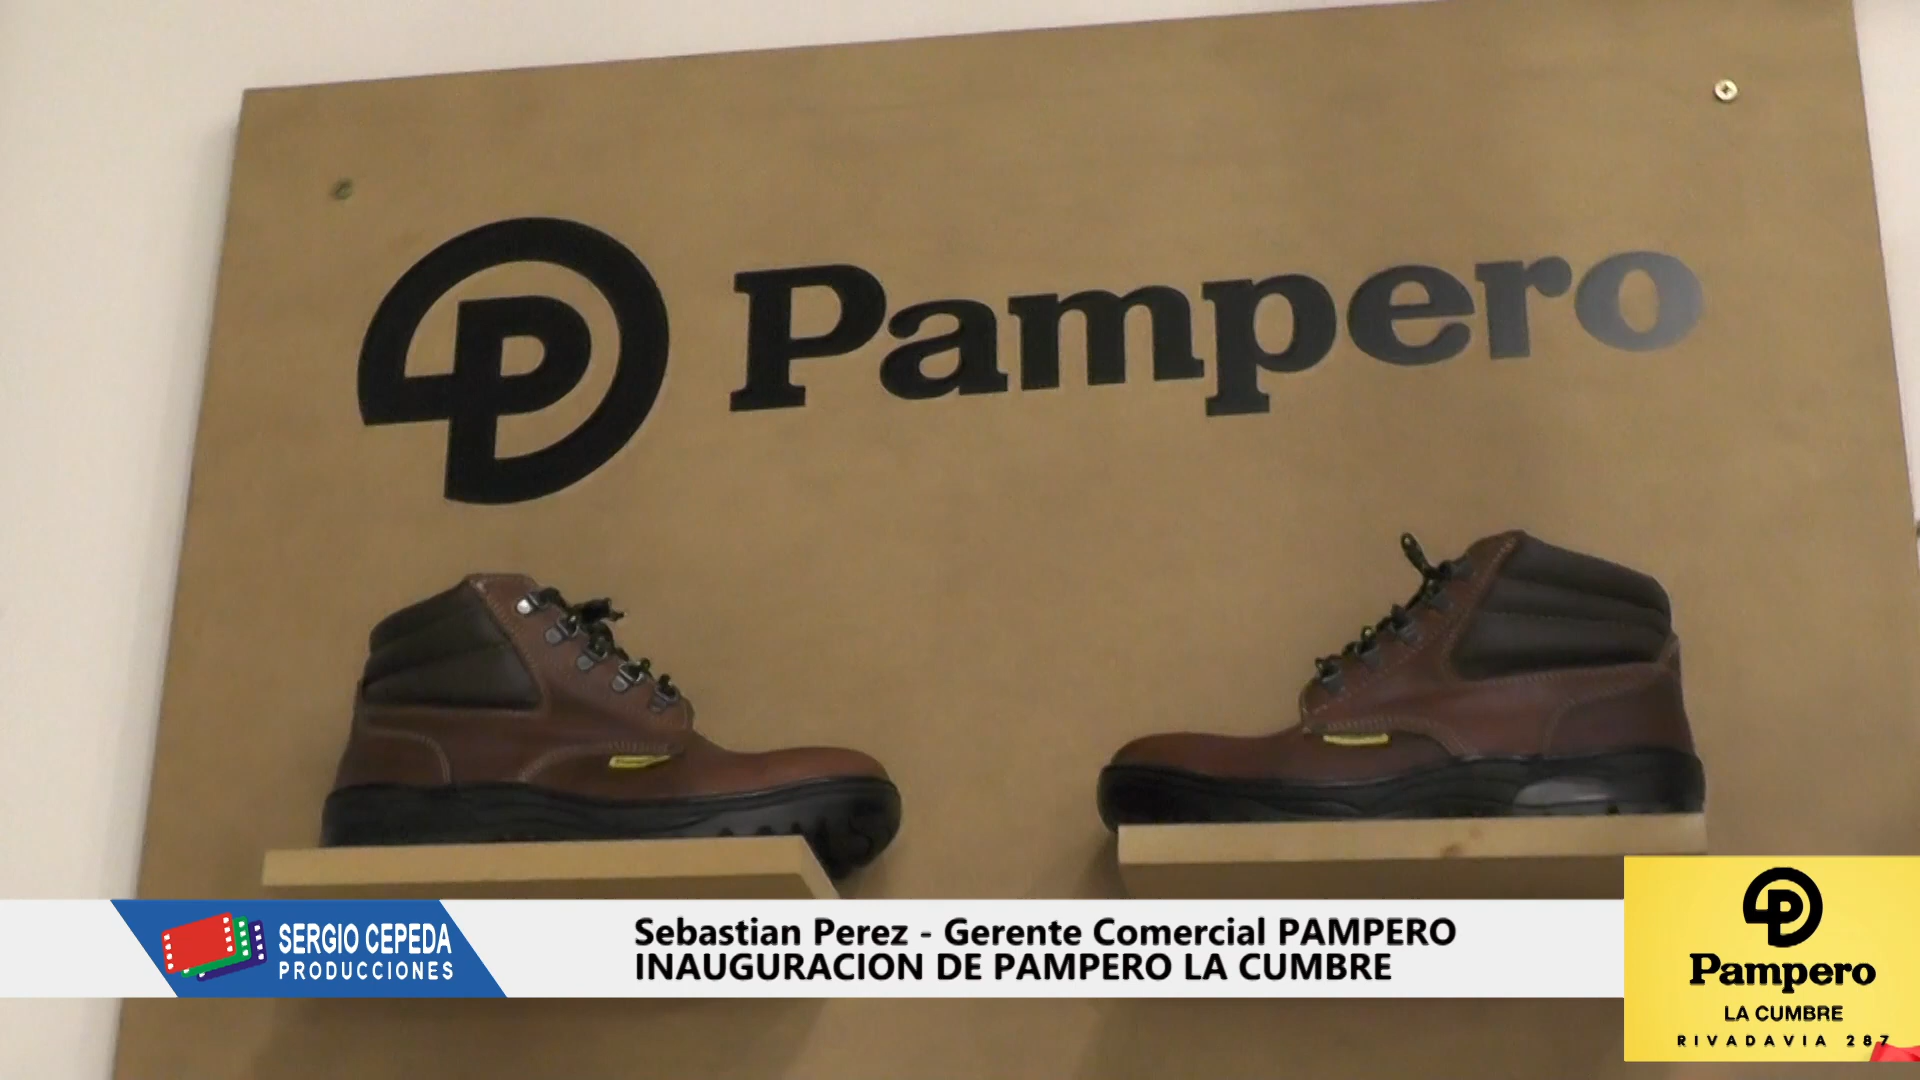 Pampero
SERGIO CEPEDA
PRODUCCIONES
Sebastian Perez - Gerente Comercial PAMPERO
INAUGURACION DE PAMPERO LA CUMBRE
Pampero
LA CUMBRE
RIVADAVIA 287